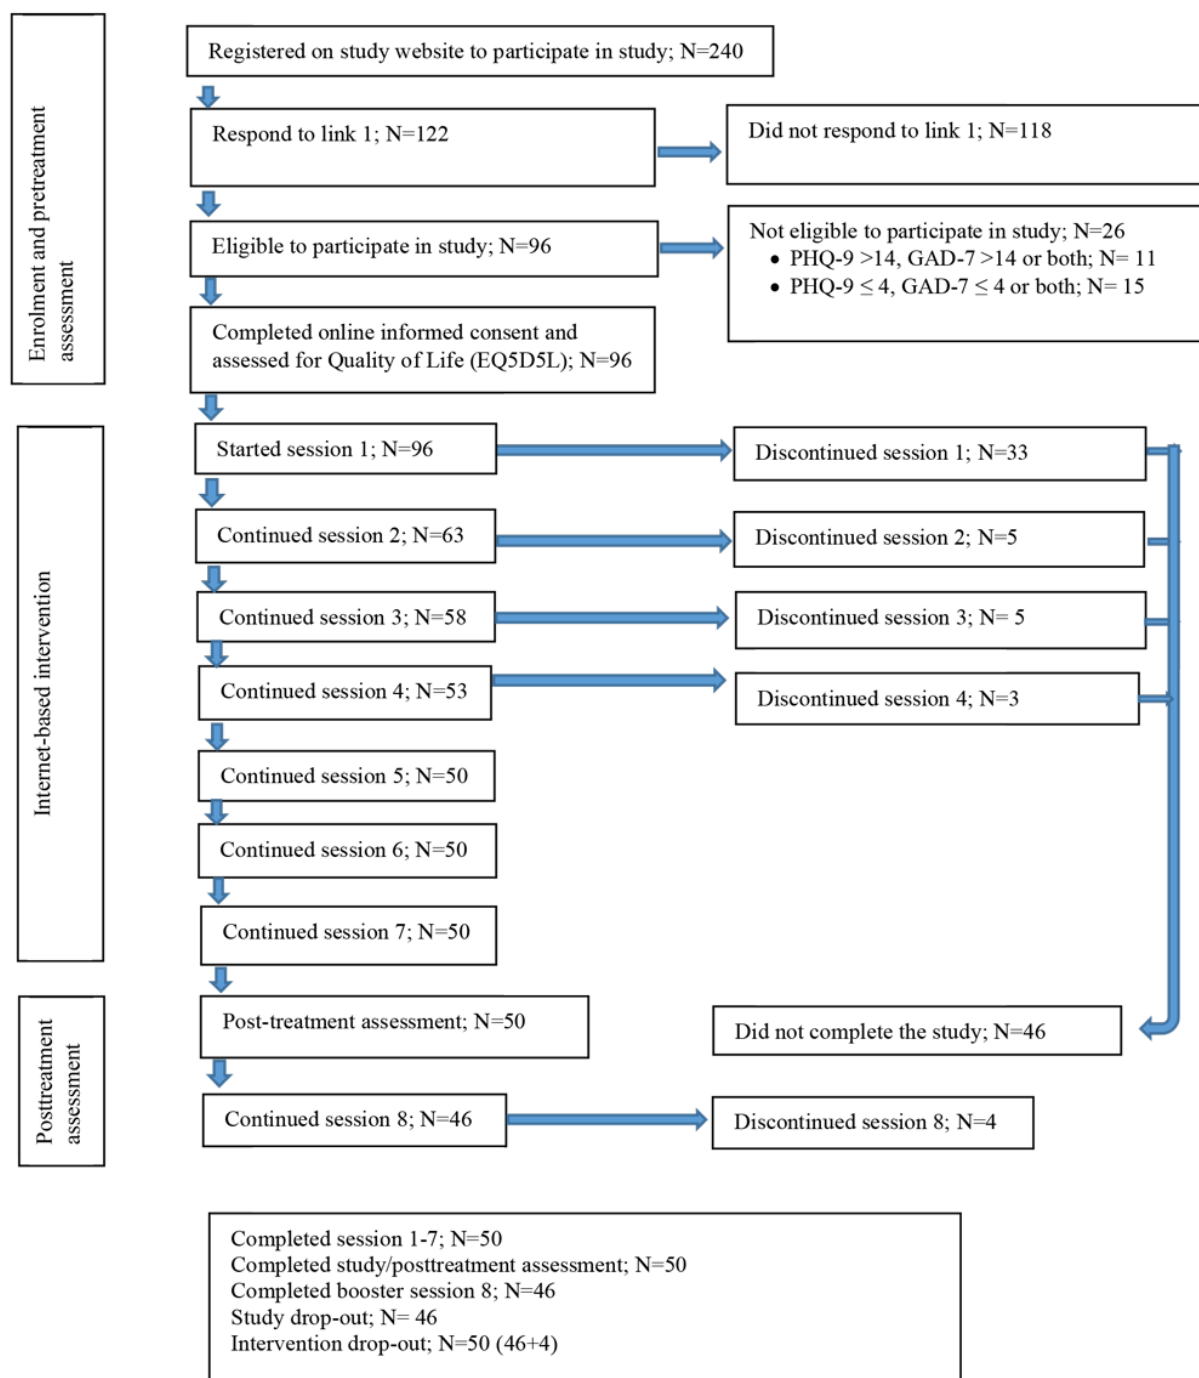 Enrolment and pretreatment
assessment
Registered on study website to participate in study; N=240
Respond to link 1; N=122
Did not respond to link 1; N=118
Eligible to participate in study; N=96
Not eligible to participate in study; N=26
• PHQ-9 >14, GAD-7 >14 or both; N= 11
• PHQ-9 ≤ 4, GAD-7 ≤ 4 or both; N= 15
Completed online informed consent and
assessed for Quality of Life (EQ5D5L); N=96
Internet-based intervention
Started session 1; N=96
Discontinued session 1; N=33
Continued session 2; N=63
Discontinued session 2; N=5
Continued session 3; N=58
Discontinued session 3; N= 5
Continued session 4; N=53
Discontinued session 4; N=3
Continued session 5; N=50
Continued session 6; N=50
Continued session 7; N=50
Posttreatment
assessment
Post-treatment assessment; N=50
Did not complete the study; N=46
Continued session 8; N=46
Discontinued session 8; N=4
Completed session 1-7; N=50
Completed study/posttreatment assessment; N=50
Completed booster session 8; N=46
Study drop-out; N= 46
Intervention drop-out; N=50 (46+4)